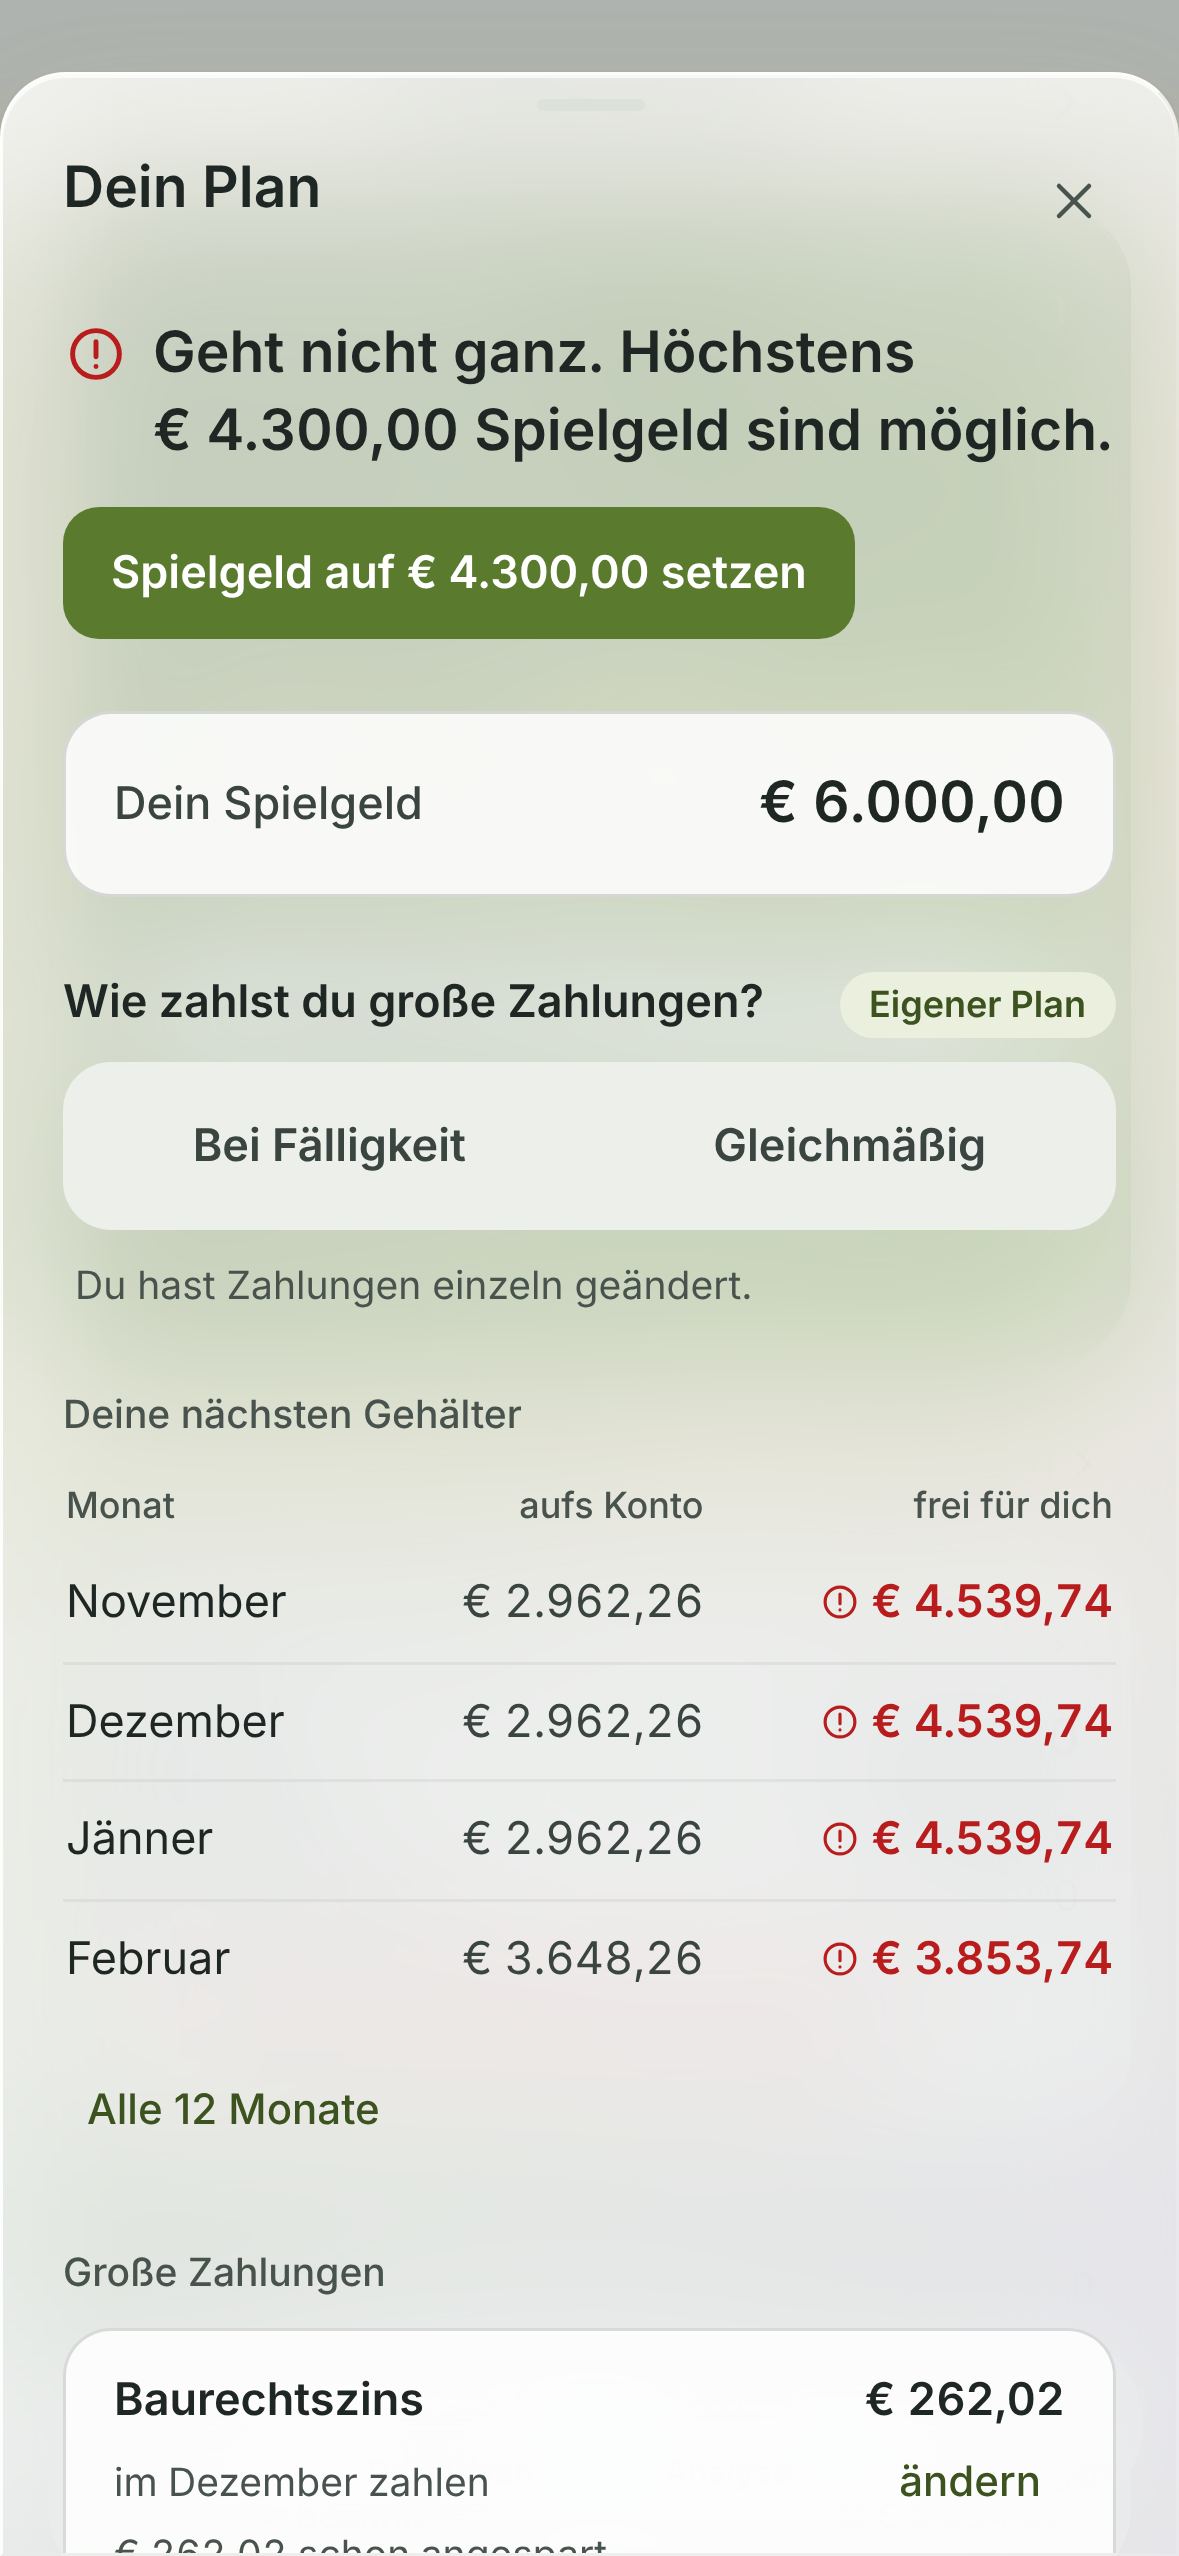 Dein Plan
Geht nicht ganz. Höchstens
€ 4.300,00 Spielgeld sind möglich.
Spielgeld auf € 4.300,00 setzen
Dein Spielgeld € 6.000,00
Wie zahlst du große Zahlungen? Eigener Plan
Bei Fälligkeit Gleichmäßig
Du hast Zahlungen einzeln geändert.
Deine nächsten Gehälter
Monat aufs Konto frei für dich
November € 2.962,26 € 4.539,74
Dezember € 2.962,26 € 4.539,74
Jänner € 2.962,26 € 4.539,74
Februar € 3.648,26 € 3.853,74
Alle 12 Monate
Große Zahlungen
Baurechtszins € 262,02
im Dezember zahlen ändern
€ 262,02 schon angespart